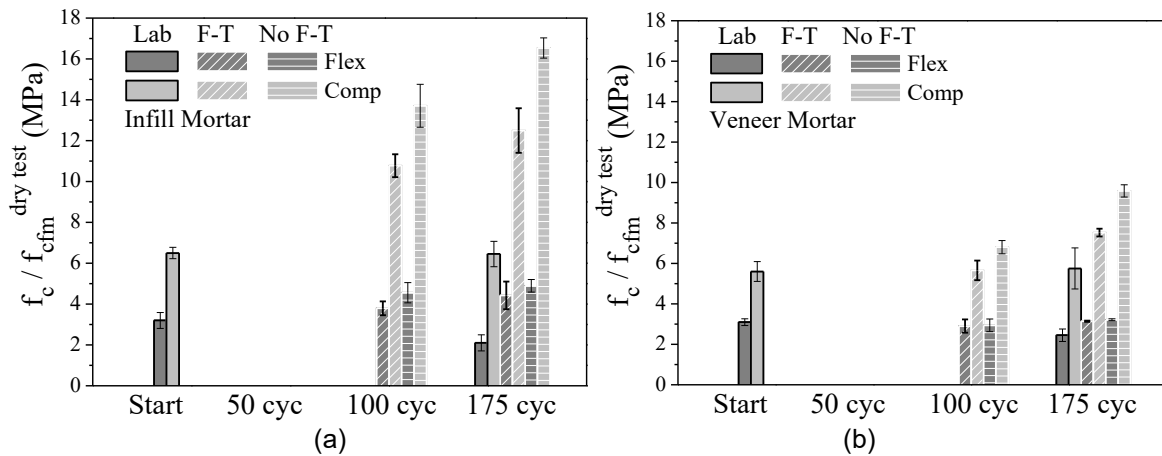 18
16
14
12
10
8
6
4
2
0
f_c / f_cfm^dry test (MPa)
Lab F-T No F-T
Flex
Comp
Infill Mortar
Start 50 cyc 100 cyc 175 cyc
(a)
18
16
14
12
10
8
6
4
2
0
f_c / f_cfm^dry test (MPa)
Lab F-T No F-T
Flex
Comp
Veneer Mortar
Start 50 cyc 100 cyc 175 cyc
(b)